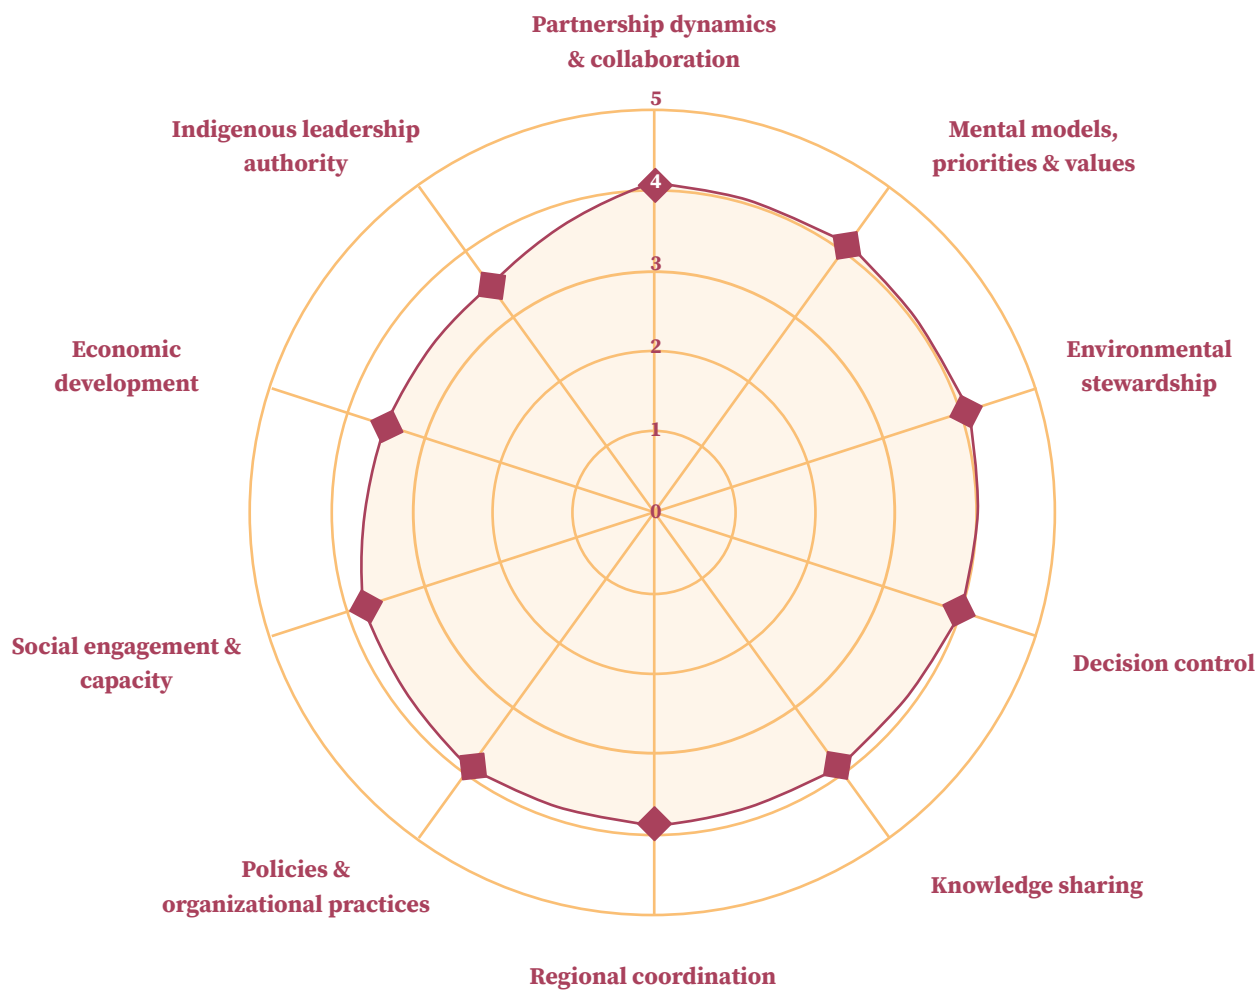 Partnership dynamics
& collaboration
5
Indigenous leadership
authority
Mental models,
priorities & values
4
3
Economic
development
2
Environmental
stewardship
1
0
Social engagement &
capacity
Decision control
Policies &
organizational practices
Knowledge sharing
Regional coordination